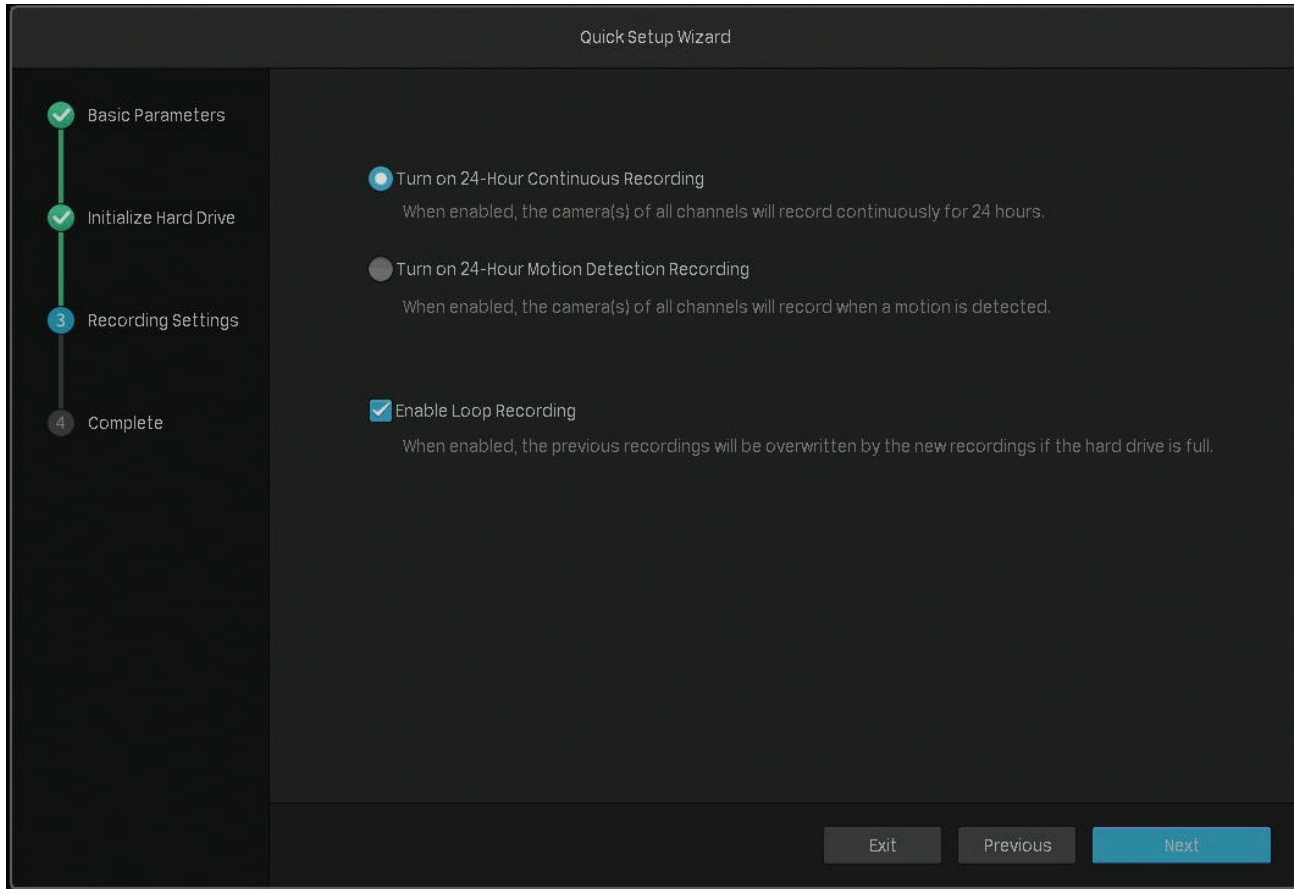 Quick Setup Wizard
Basic Parameters
Initialize Hard Drive
3 Recording Settings
4 Complete
Turn on 24-Hour Continuous Recording
When enabled, the camera(s) of all channels will record continuously for 24 hours.
Turn on 24-Hour Motion Detection Recording
When enabled, the camera(s) of all channels will record when a motion is detected.
Enable Loop Recording
When enabled, the previous recordings will be overwritten by the new recordings if the hard drive is full.
Exit
Previous
Next